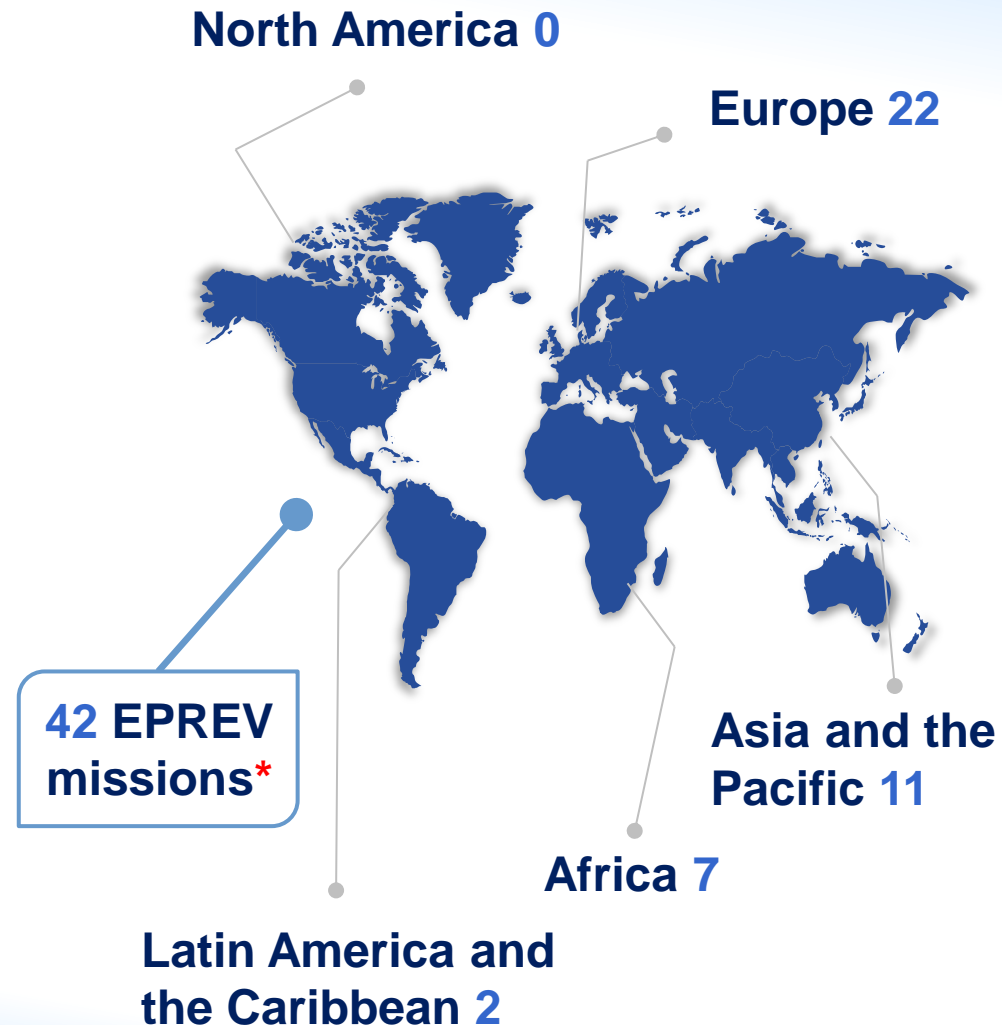 North America 0
Europe 22
42 EPREV
missions*
Asia and the
Pacific 11
Africa 7
Latin America and
the Caribbean 2